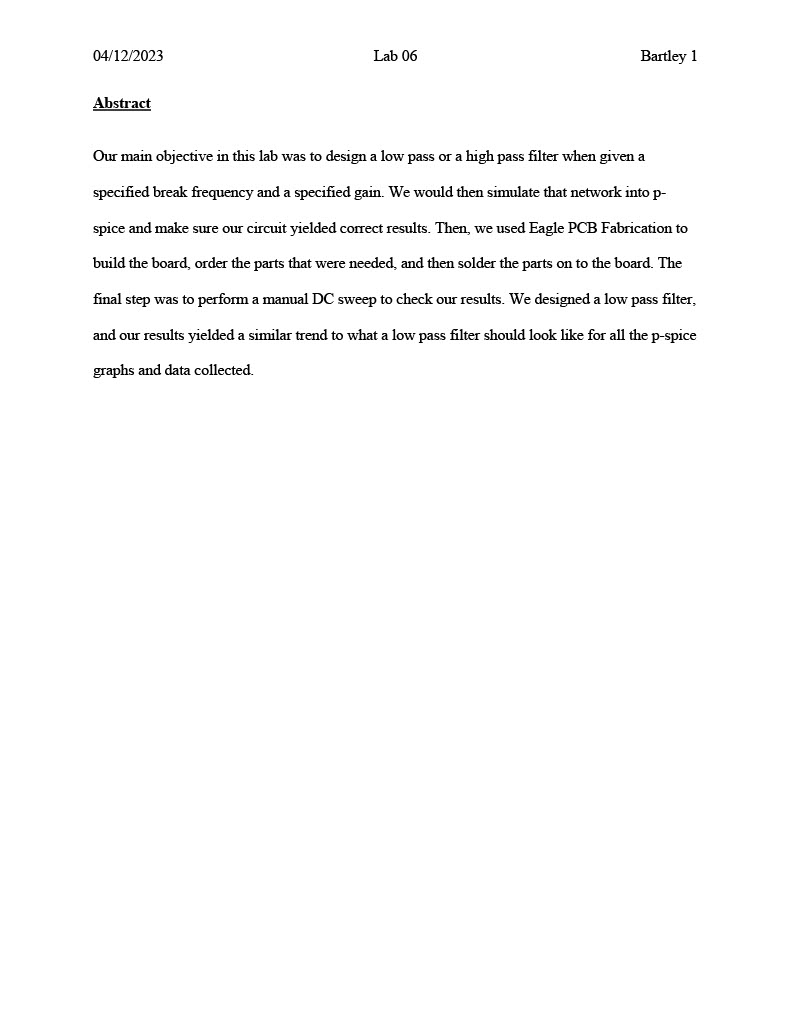 04/12/2023 Lab 06 Bartley 1
Abstract
Our main objective in this lab was to design a low pass or a high pass filter when given a
specified break frequency and a specified gain. We would then simulate that network into p-
spice and make sure our circuit yielded correct results. Then, we used Eagle PCB Fabrication to
build the board, order the parts that were needed, and then solder the parts on to the board. The
final step was to perform a manual DC sweep to check our results. We designed a low pass filter,
and our results yielded a similar trend to what a low pass filter should look like for all the p-spice
graphs and data collected.